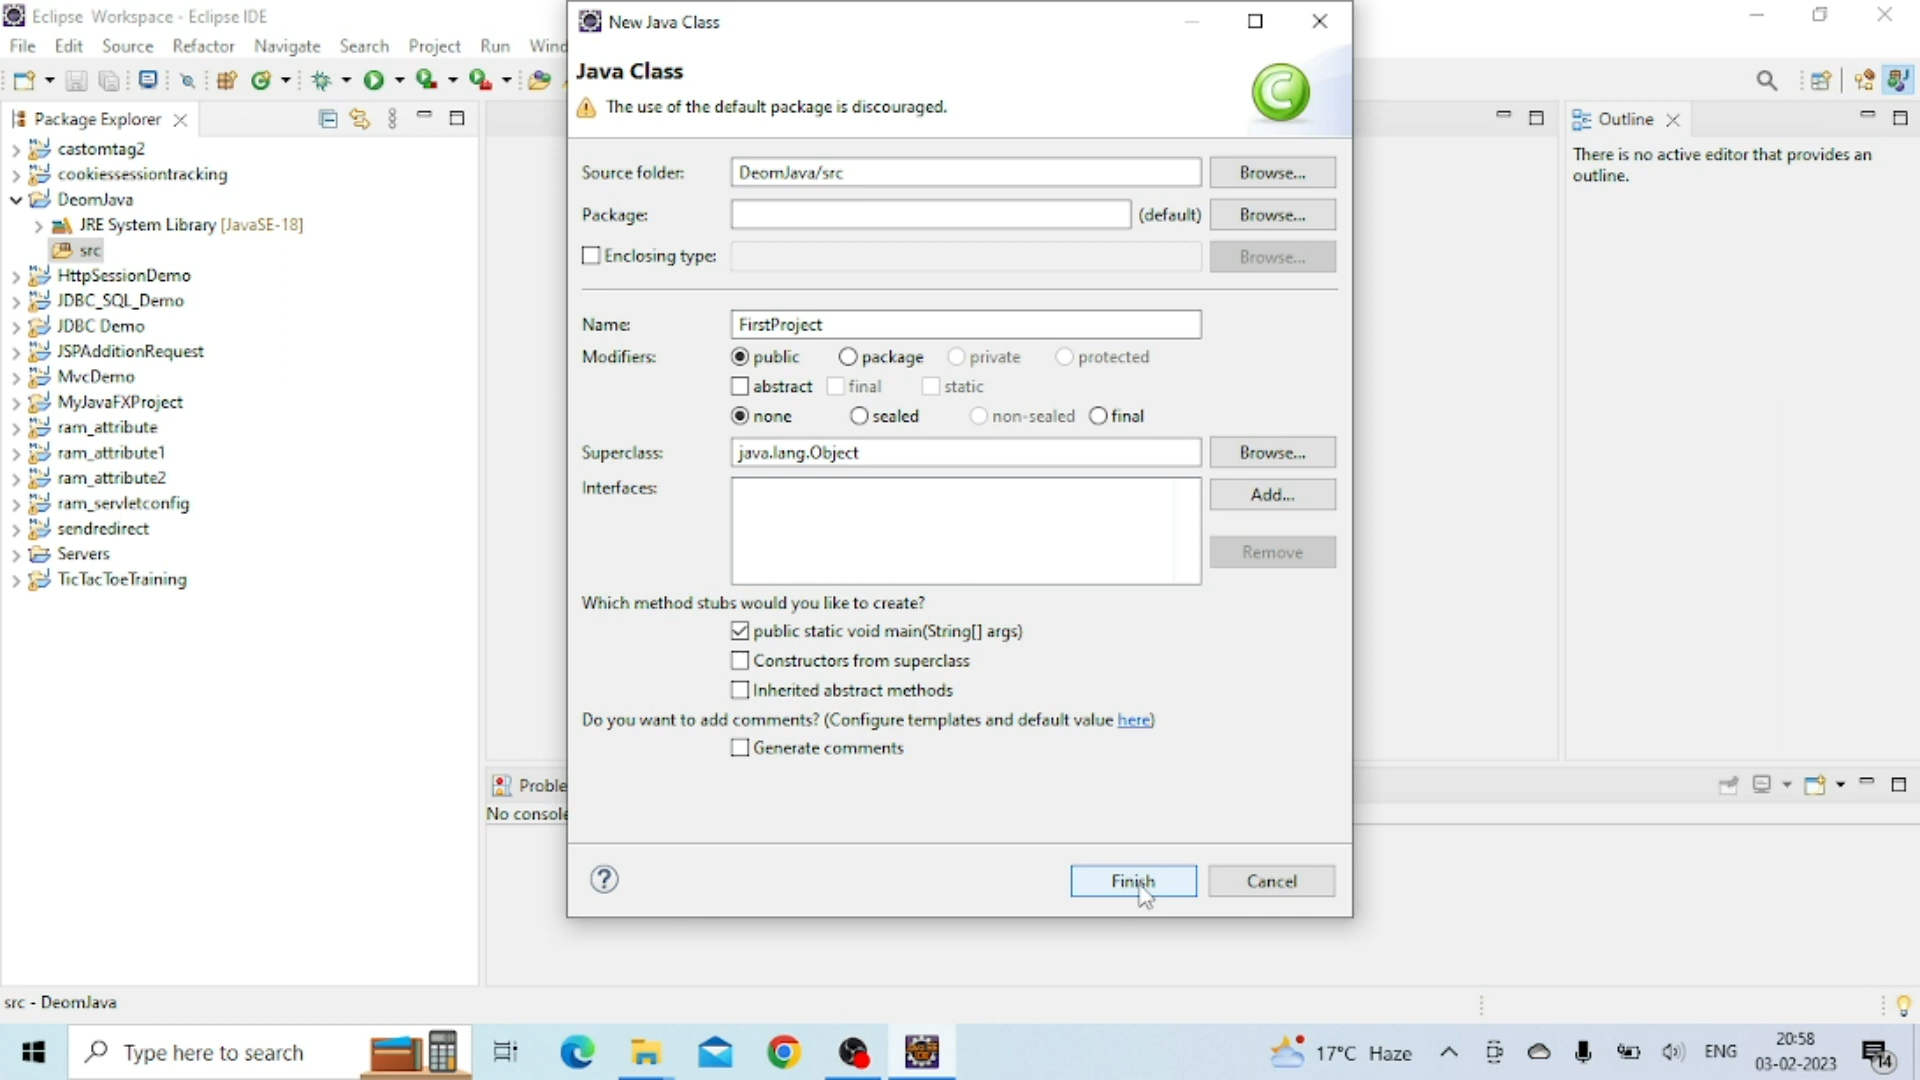 Eclipse Workspace - Eclipse IDE
File Edit Source Refactor Navigate Search Project Run Wind
Package Explorer
castomtag2
cookiessessiontracking
DeomJava
JRE System Library [JavaSE-18]
src
HttpSessionDemo
JDBC_SQL_Demo
JDBC Demo
JSPAdditionRequest
MvcDemo
MyJavaFXProject
ram_attribute
ram_attribute1
ram_attribute2
ram_servletconfig
sendredirect
Servers
TicTacToeTraining
New Java Class
Java Class
The use of the default package is discouraged.
Source folder: DeomJava/src Browse...
Package: (default) Browse...
Enclosing type: Browse...
Name: FirstProject
Modifiers: public package private protected
abstract final static
none sealed non-sealed final
Superclass: java.lang.Object Browse...
Interfaces: Add...
Remove
Which method stubs would you like to create?
public static void main(String[] args)
Constructors from superclass
Inherited abstract methods
Do you want to add comments? (Configure templates and default value here)
Generate comments
Finish Cancel
Outline
There is no active editor that provides an
outline.
Proble
No console
src - DeomJava
Type here to search
17°C Haze
ENG
20:58
03-02-2023
14